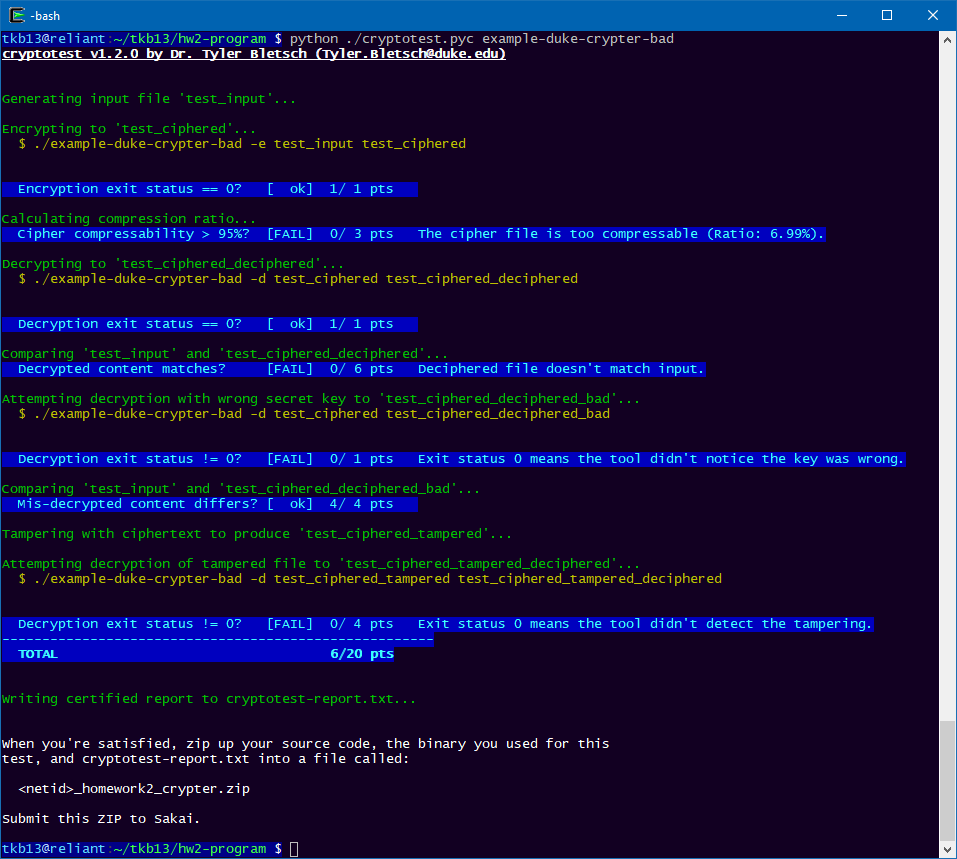 -bash
tkb13@reliant:~/tkb13/hw2-program $ python ./cryptotest.pyc example-duke-crypter-bad
cryptotest v1.2.0 by Dr. Tyler Bletsch (Tyler.Bletsch@duke.edu)
Generating input file 'test_input'...
Encrypting to 'test_ciphered'...
$ ./example-duke-crypter-bad -e test_input test_ciphered
Encryption exit status == 0? [ ok] 1/ 1 pts
Calculating compression ratio...
Cipher compressability > 95%? [FAIL] 0/ 3 pts The cipher file is too compressable (Ratio: 6.99%).
Decrypting to 'test_ciphered_deciphered'...
$ ./example-duke-crypter-bad -d test_ciphered test_ciphered_deciphered
Decryption exit status == 0? [ ok] 1/ 1 pts
Comparing 'test_input' and 'test_ciphered_deciphered'...
Decrypted content matches? [FAIL] 0/ 6 pts Deciphered file doesn't match input.
Attempting decryption with wrong secret key to 'test_ciphered_deciphered_bad'...
$ ./example-duke-crypter-bad -d test_ciphered test_ciphered_deciphered_bad
Decryption exit status != 0? [FAIL] 0/ 1 pts Exit status 0 means the tool didn't notice the key was wrong.
Comparing 'test_input' and 'test_ciphered_deciphered_bad'...
Mis-decrypted content differs? [ ok] 4/ 4 pts
Tampering with ciphertext to produce 'test_ciphered_tampered'...
Attempting decryption of tampered file to 'test_ciphered_tampered_deciphered'...
$ ./example-duke-crypter-bad -d test_ciphered_tampered test_ciphered_tampered_deciphered
Decryption exit status != 0? [FAIL] 0/ 4 pts Exit status 0 means the tool didn't detect the tampering.
------------------------------------------------------
TOTAL 6/20 pts
Writing certified report to cryptotest-report.txt...
When you're satisfied, zip up your source code, the binary you used for this
test, and cryptotest-report.txt into a file called:
<netid>_homework2_crypter.zip
Submit this ZIP to Sakai.
tkb13@reliant:~/tkb13/hw2-program $